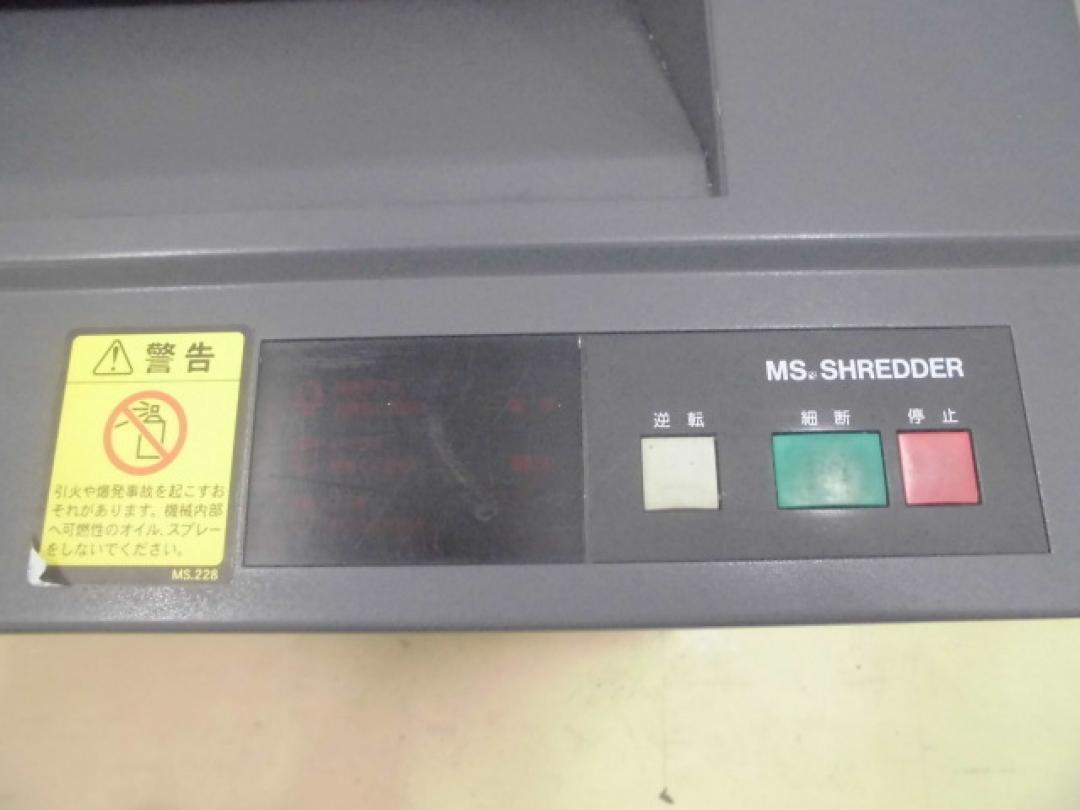 警告
引火や爆発事故を起こすお
それがあります。機械内部
へ可燃性のオイル、スプレー
をしないでください。
MS.228
MS. SHREDDER
逆転
細断
停止